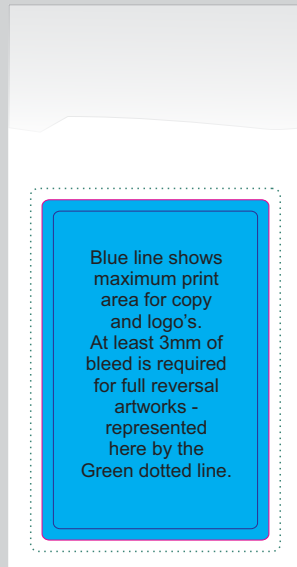 Blue line shows
maximum print
area for copy
and logo's.
At least 3mm of
bleed is required
for full reversal
artworks -
represented
here by the
Green dotted line.